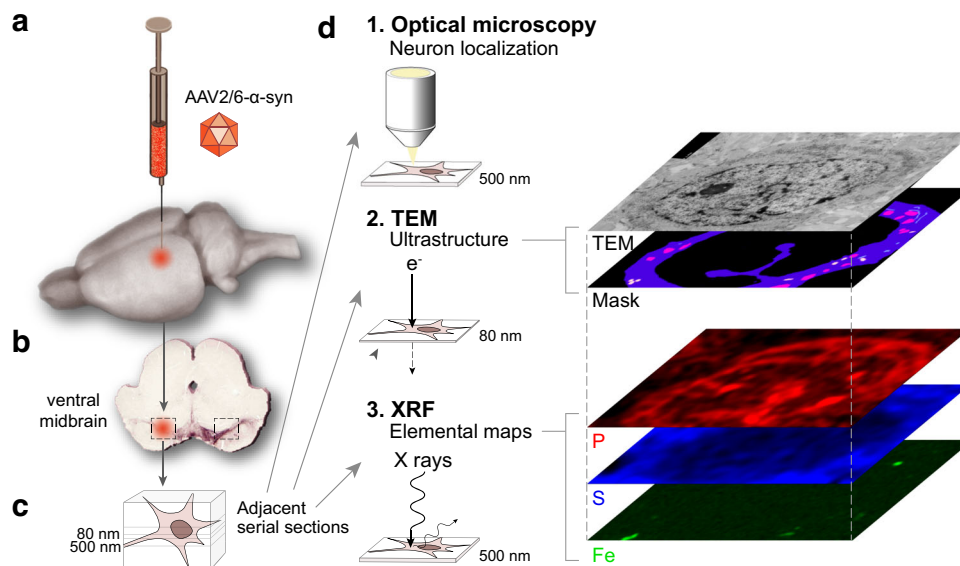 a
AAV2/6-α-syn
b
ventral
midbrain
c
80 nm
500 nm
Adjacent
serial sections
d
1. Optical microscopy
Neuron localization
500 nm
2. TEM
Ultrastructure
e-
80 nm
TEM
Mask
3. XRF
Elemental maps
X rays
500 nm
P
S
Fe